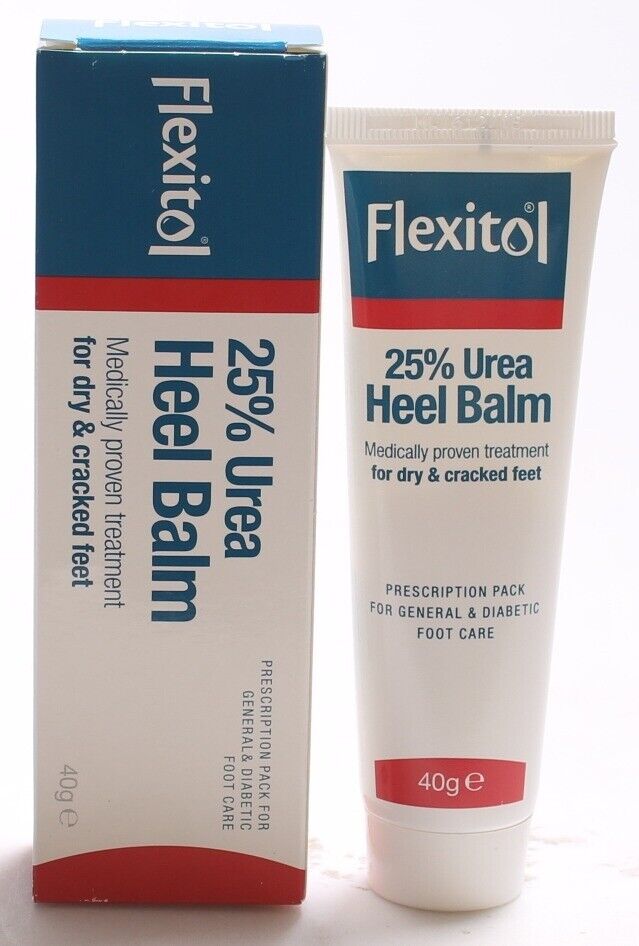 Flexitol
Flexitol®
25% Urea
Heel Balm
Medically proven treatment
for dry & cracked feet
PRESCRIPTION PACK FOR
GENERAL & DIABETIC
FOOT CARE
40g e
Flexitol®
25% Urea
Heel Balm
Medically proven treatment
for dry & cracked feet
PRESCRIPTION PACK
FOR GENERAL & DIABETIC
FOOT CARE
40g e